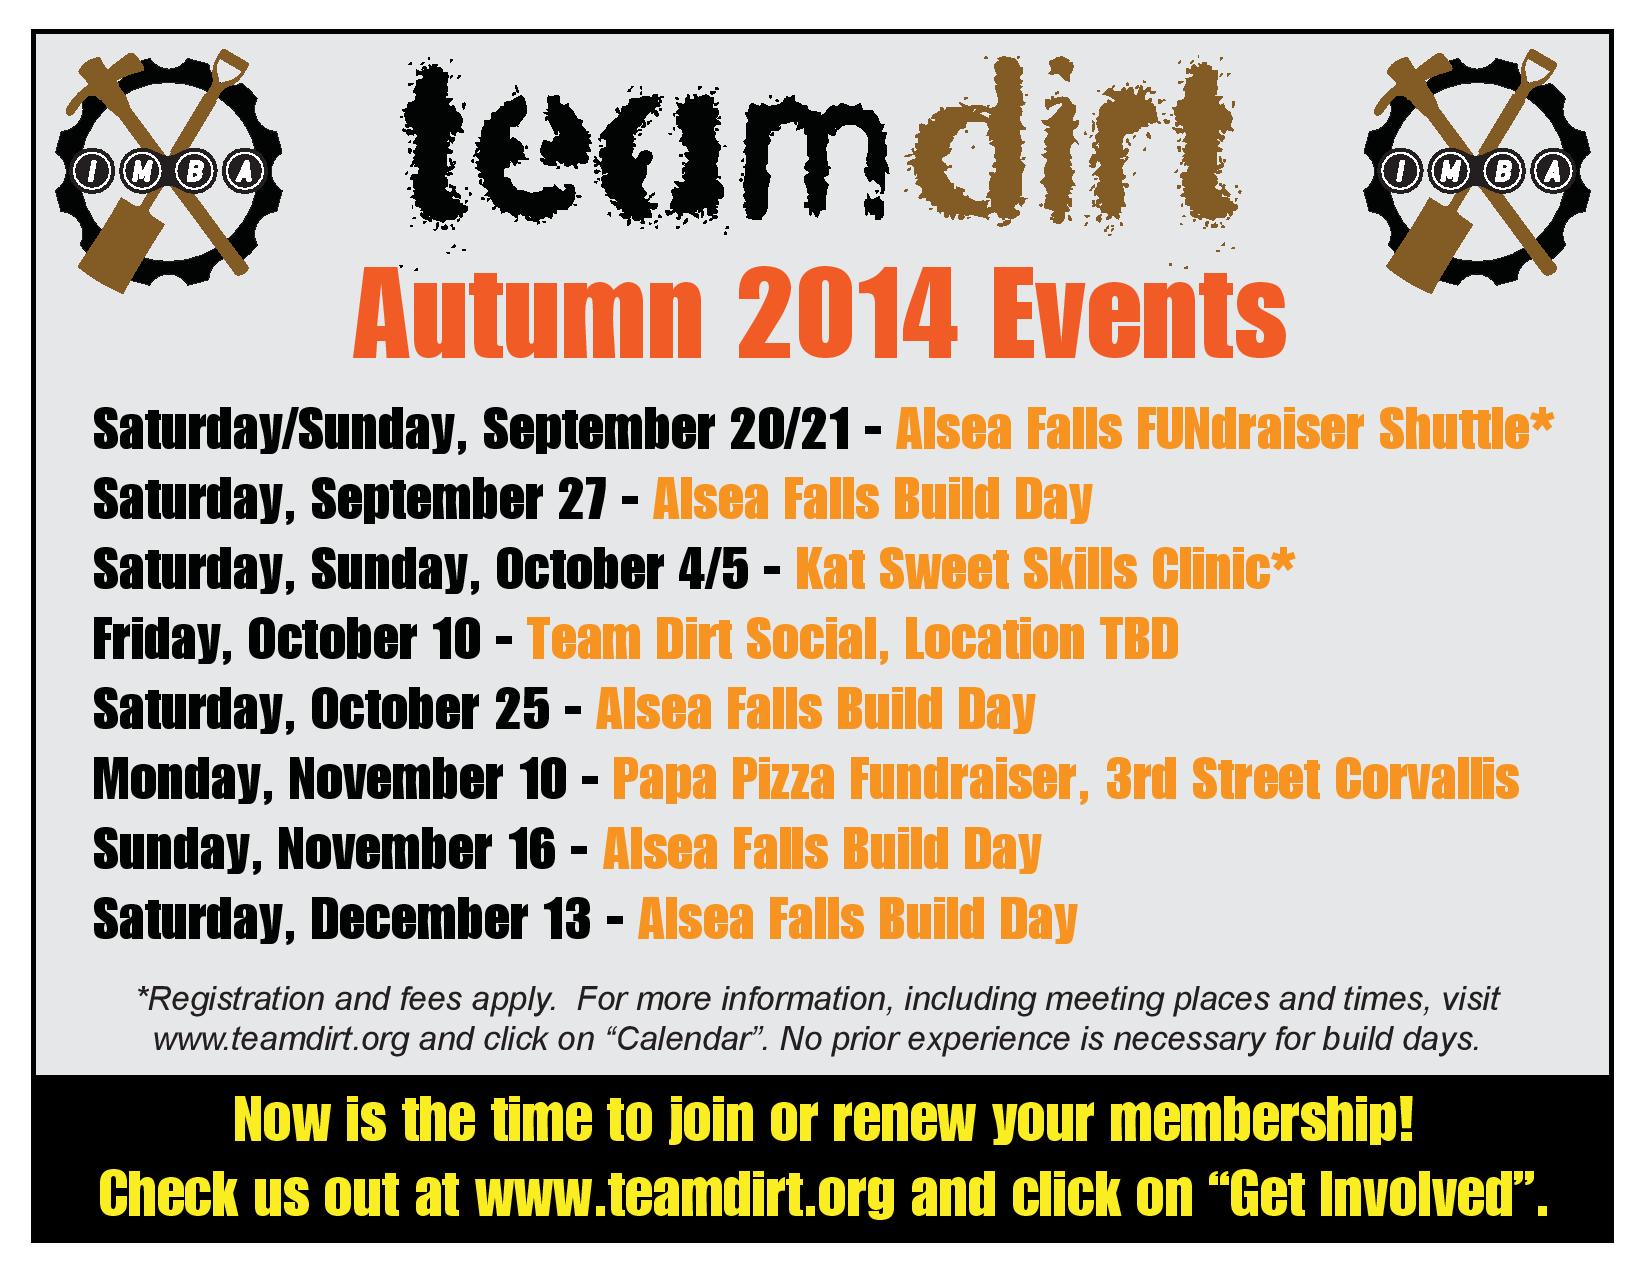 I M B A
teamdirt
I M B A
Autumn 2014 Events
Saturday/Sunday, September 20/21 - Alsea Falls FUNdraiser Shuttle*
Saturday, September 27 - Alsea Falls Build Day
Saturday, Sunday, October 4/5 - Kat Sweet Skills Clinic*
Friday, October 10 - Team Dirt Social, Location TBD
Saturday, October 25 - Alsea Falls Build Day
Monday, November 10 - Papa Pizza Fundraiser, 3rd Street Corvallis
Sunday, November 16 - Alsea Falls Build Day
Saturday, December 13 - Alsea Falls Build Day
*Registration and fees apply.  For more information, including meeting places and times, visit
www.teamdirt.org and click on “Calendar”. No prior experience is necessary for build days.
Now is the time to join or renew your membership!
Check us out at www.teamdirt.org and click on “Get Involved”.